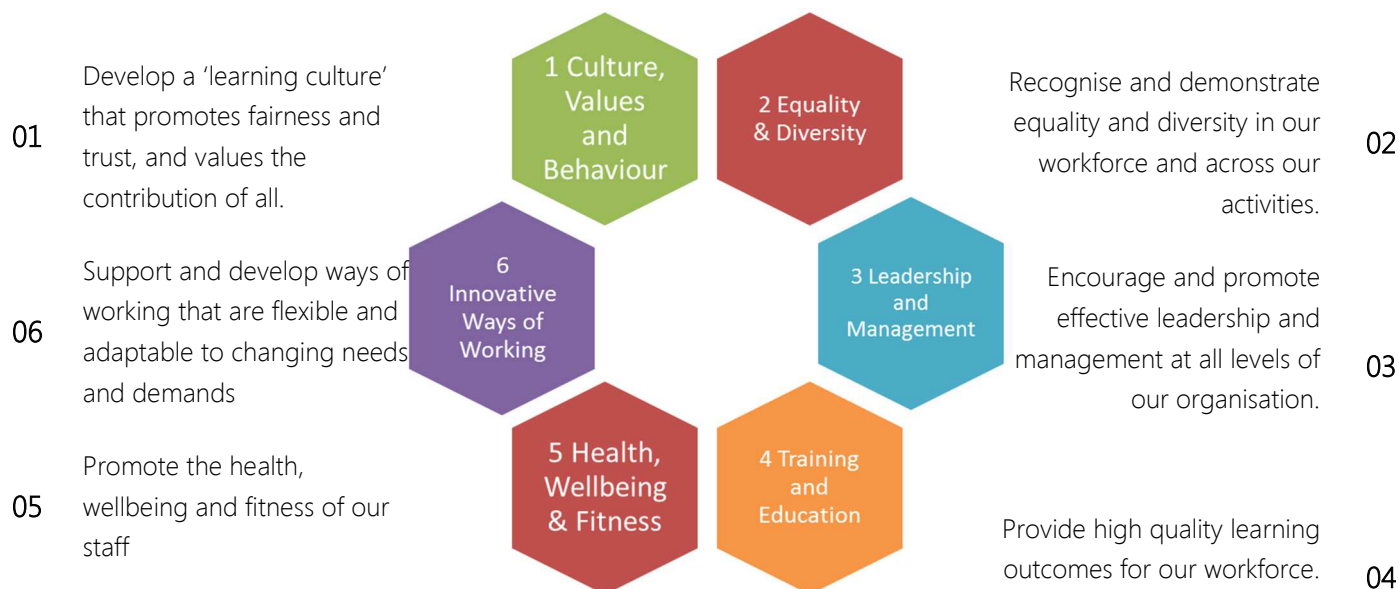 01
Develop a ‘learning culture’
that promotes fairness and
trust, and values the
contribution of all.
1 Culture,
Values
and
Behaviour
2 Equality
& Diversity
Recognise and demonstrate
equality and diversity in our
workforce and across our
activities.
02
06
Support and develop ways of
working that are flexible and
adaptable to changing needs
and demands
6
Innovative
Ways of
Working
3 Leadership
and
Management
Encourage and promote
effective leadership and
management at all levels of
our organisation.
03
05
Promote the health,
wellbeing and fitness of our
staff
5 Health,
Wellbeing
& Fitness
4 Training
and
Education
Provide high quality learning
outcomes for our workforce.
04